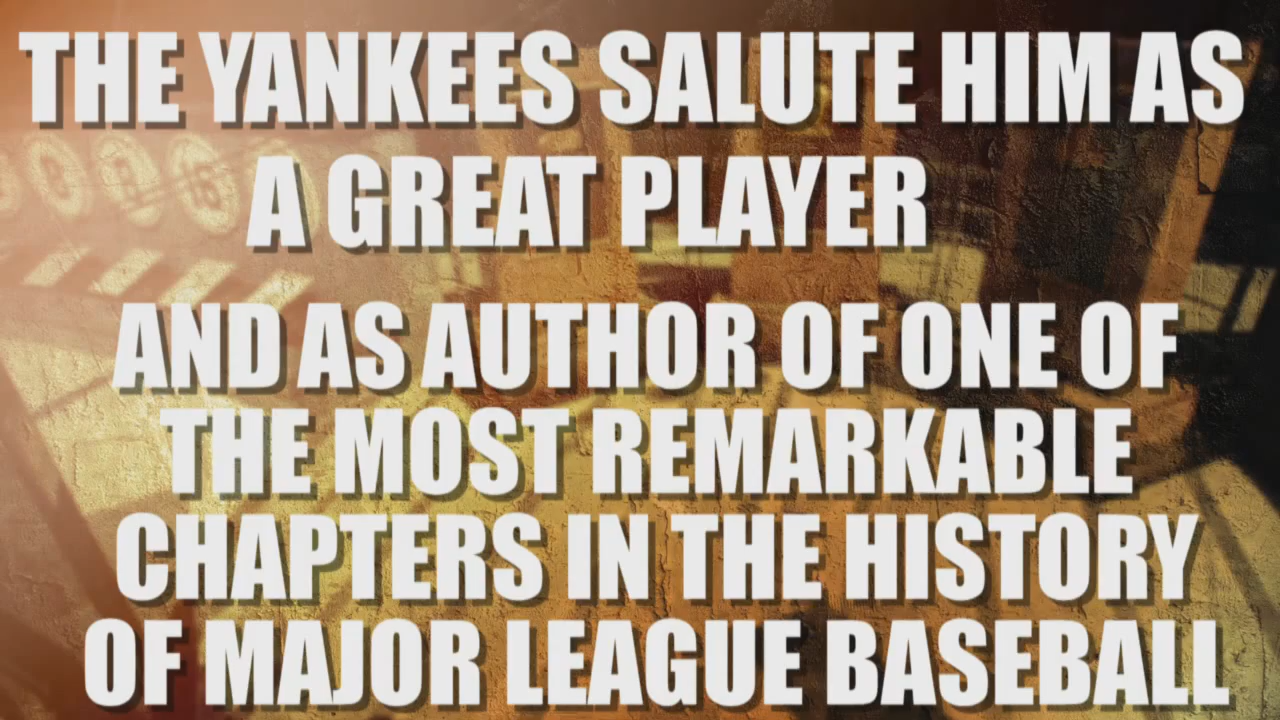 THE YANKEES SALUTE HIM AS
A GREAT PLAYER
AND AS AUTHOR OF ONE OF
THE MOST REMARKABLE
CHAPTERS IN THE HISTORY
OF MAJOR LEAGUE BASEBALL